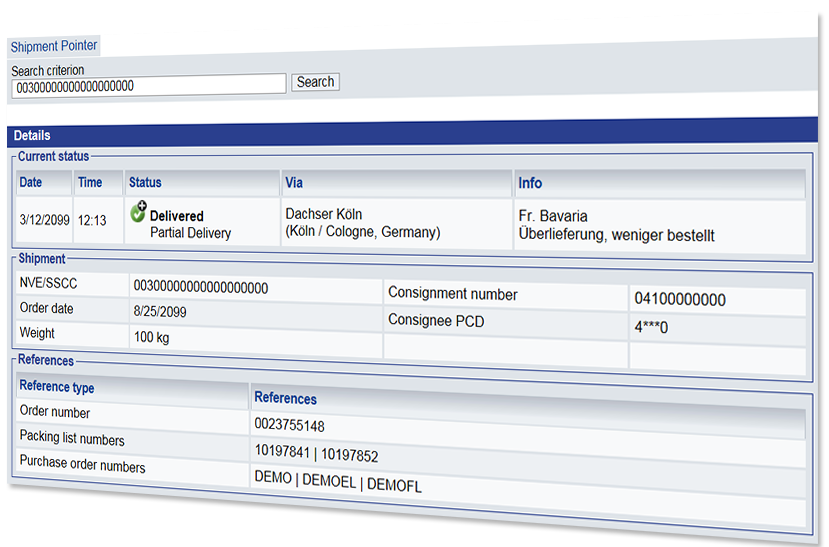 Shipment Pointer
Search criterion
00300000000000000000 Search
Details
Current status
Date Time Status Via Info
3/12/2099 12:13 Delivered Dachser Köln Fr. Bavaria
Partial Delivery (Köln / Cologne, Germany) Überlieferung, weniger bestellt
Shipment
NVE/SSCC 00300000000000000000 Consignment number 04100000000
Order date 8/25/2099 Consignee PCD 4***0
Weight 100 kg
References
Reference type References
Order number 0023755148
Packing list numbers 10197841 | 10197852
Purchase order numbers DEMO | DEMOEL | DEMOFL